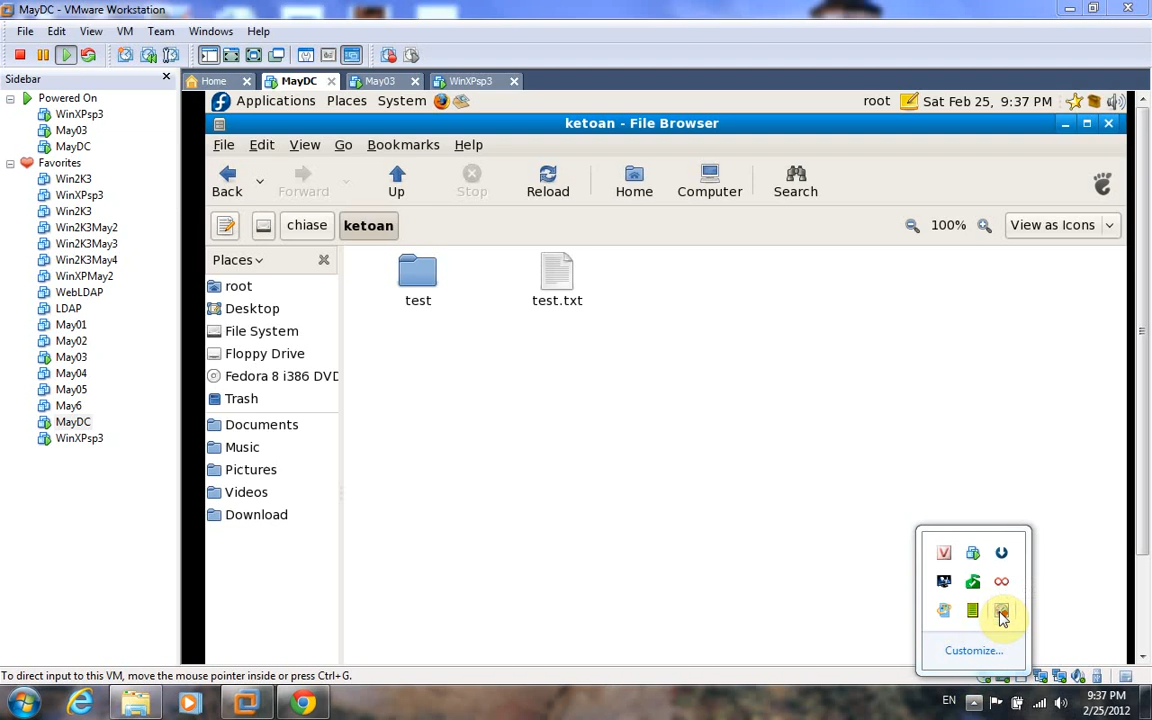 MayDC - VMware Workstation
File Edit View VM Team Windows Help
Sidebar
Home MayDC May03 WinXPsp3
Powered On
WinXPsp3
May03
MayDC
Favorites
Win2K3
WinXPsp3
Win2K3
Win2K3May2
Win2K3May3
Win2K3May4
WinXPMay2
WebLDAP
LDAP
May01
May02
May03
May04
May05
May6
MayDC
WinXPsp3
Applications Places System root Sat Feb 25, 9:37 PM
ketoan - File Browser
File Edit View Go Bookmarks Help
Back Forward Up Stop Reload Home Computer Search
chiase ketoan 100% View as Icons
Places
root
Desktop
File System
Floppy Drive
Fedora 8 i386 DVD
Trash
Documents
Music
Pictures
Videos
Download
test test.txt
Customize...
To direct input to this VM, move the mouse pointer inside or press Ctrl+G.
EN 9:37 PM
2/25/2012